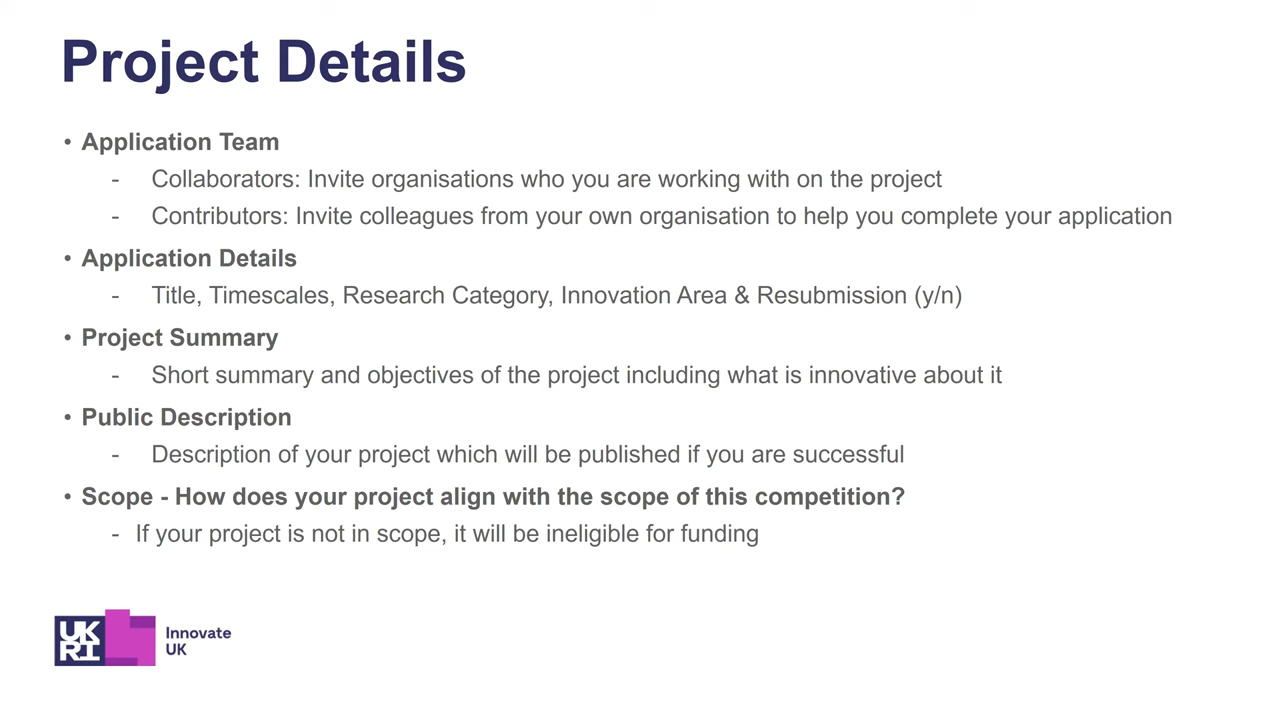 Project Details
• Application Team
- Collaborators: Invite organisations who you are working with on the project
- Contributors: Invite colleagues from your own organisation to help you complete your application
• Application Details
- Title, Timescales, Research Category, Innovation Area & Resubmission (y/n)
• Project Summary
- Short summary and objectives of the project including what is innovative about it
• Public Description
- Description of your project which will be published if you are successful
• Scope - How does your project align with the scope of this competition?
- If your project is not in scope, it will be ineligible for funding
UK
RI
Innovate
UK